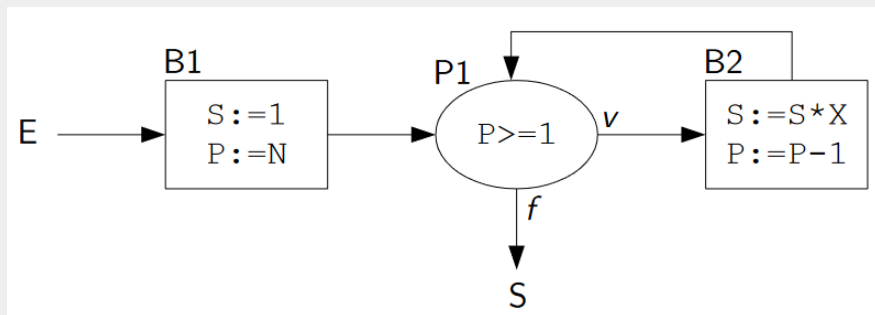 B1
P1
B2
E
S:=1
P:=N
P>=1
v
S:=S*X
P:=P-1
f
S